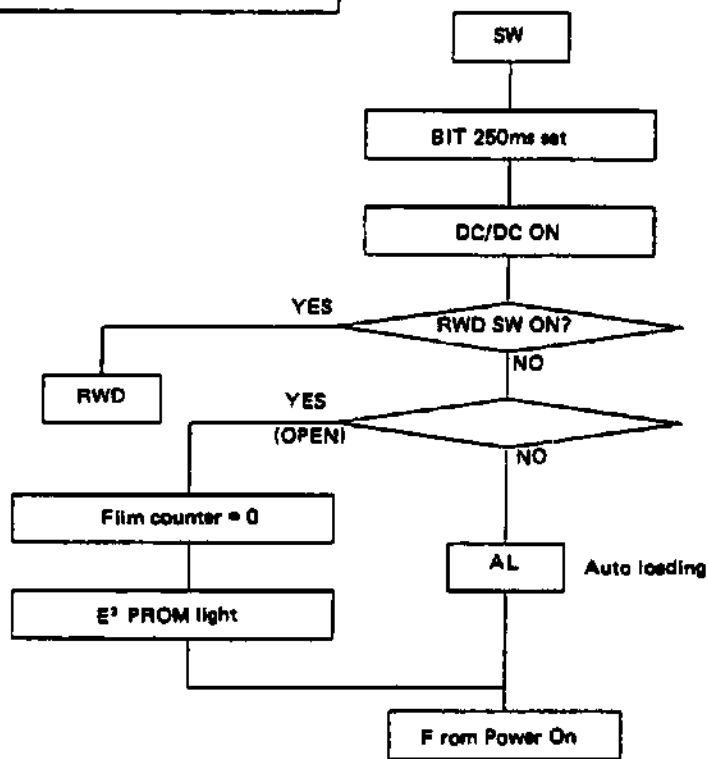 SW
BIT 250ms set
DC/DC ON
YES
RWD SW ON?
NO
RWD
YES
(OPEN)
NO
Film counter = 0
AL
Auto loading
E² PROM light
F rom Power On